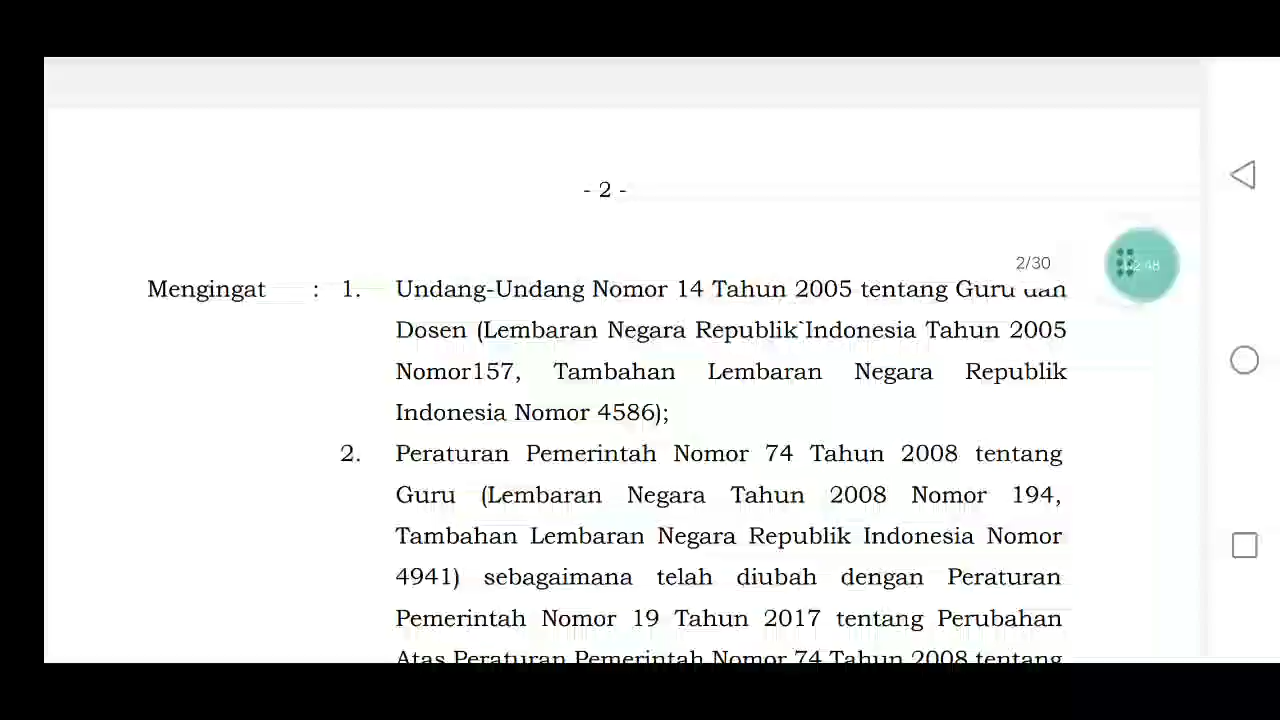 - 2 -
2/30
2:48
Mengingat : 1. Undang-Undang Nomor 14 Tahun 2005 tentang Guru dan
Dosen (Lembaran Negara Republik`Indonesia Tahun 2005
Nomor157, Tambahan Lembaran Negara Republik
Indonesia Nomor 4586);
2. Peraturan Pemerintah Nomor 74 Tahun 2008 tentang
Guru (Lembaran Negara Tahun 2008 Nomor 194,
Tambahan Lembaran Negara Republik Indonesia Nomor
4941) sebagaimana telah diubah dengan Peraturan
Pemerintah Nomor 19 Tahun 2017 tentang Perubahan
Atas Peraturan Pemerintah Nomor 74 Tahun 2008 tentang